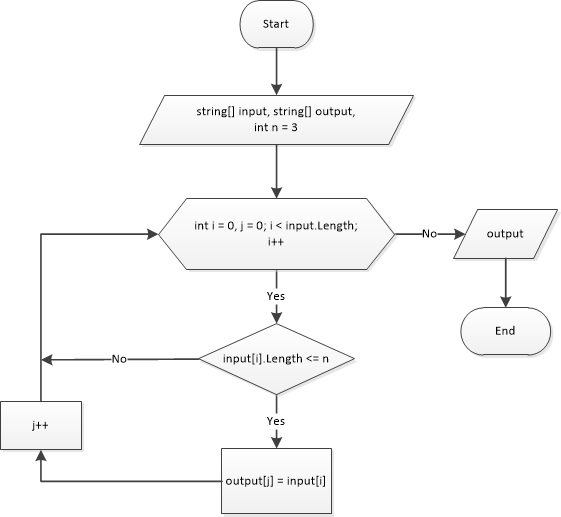 Start
string[] input, string[] output,
int n = 3
int i = 0, j = 0; i < input.Length;
i++
No
output
Yes
End
input[i].Length <= n
No
Yes
j++
output[j] = input[i]